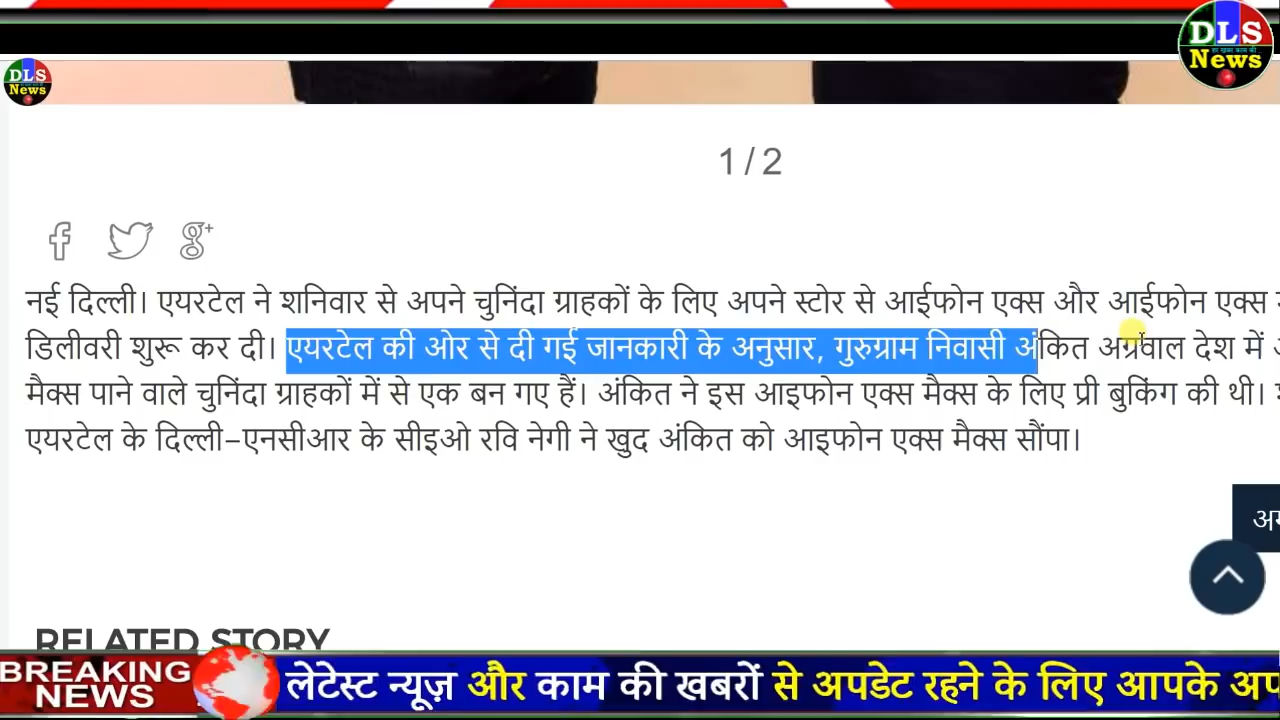 DLS
News
DLS
News
1/2
नई दिल्ली। एयरटेल ने शनिवार से अपने चुनिंदा ग्राहकों के लिए अपने स्टोर से आईफोन एक्स और आईफोन एक्स
डिलीवरी शुरू कर दी। एयरटेल की ओर से दी गई जानकारी के अनुसार, गुरुग्राम निवासी अंकित अग्रवाल देश में
मैक्स पाने वाले चुनिंदा ग्राहकों में से एक बन गए हैं। अंकित ने इस आइफोन एक्स मैक्स के लिए प्री बुकिंग की थी।
एयरटेल के दिल्ली-एनसीआर के सीइओ रवि नेगी ने खुद अंकित को आइफोन एक्स मैक्स सौंपा।
RELATED STORY
BREAKING
NEWS
लेटेस्ट न्यूज़ और काम की खबरों से अपडेट रहने के लिए आपके